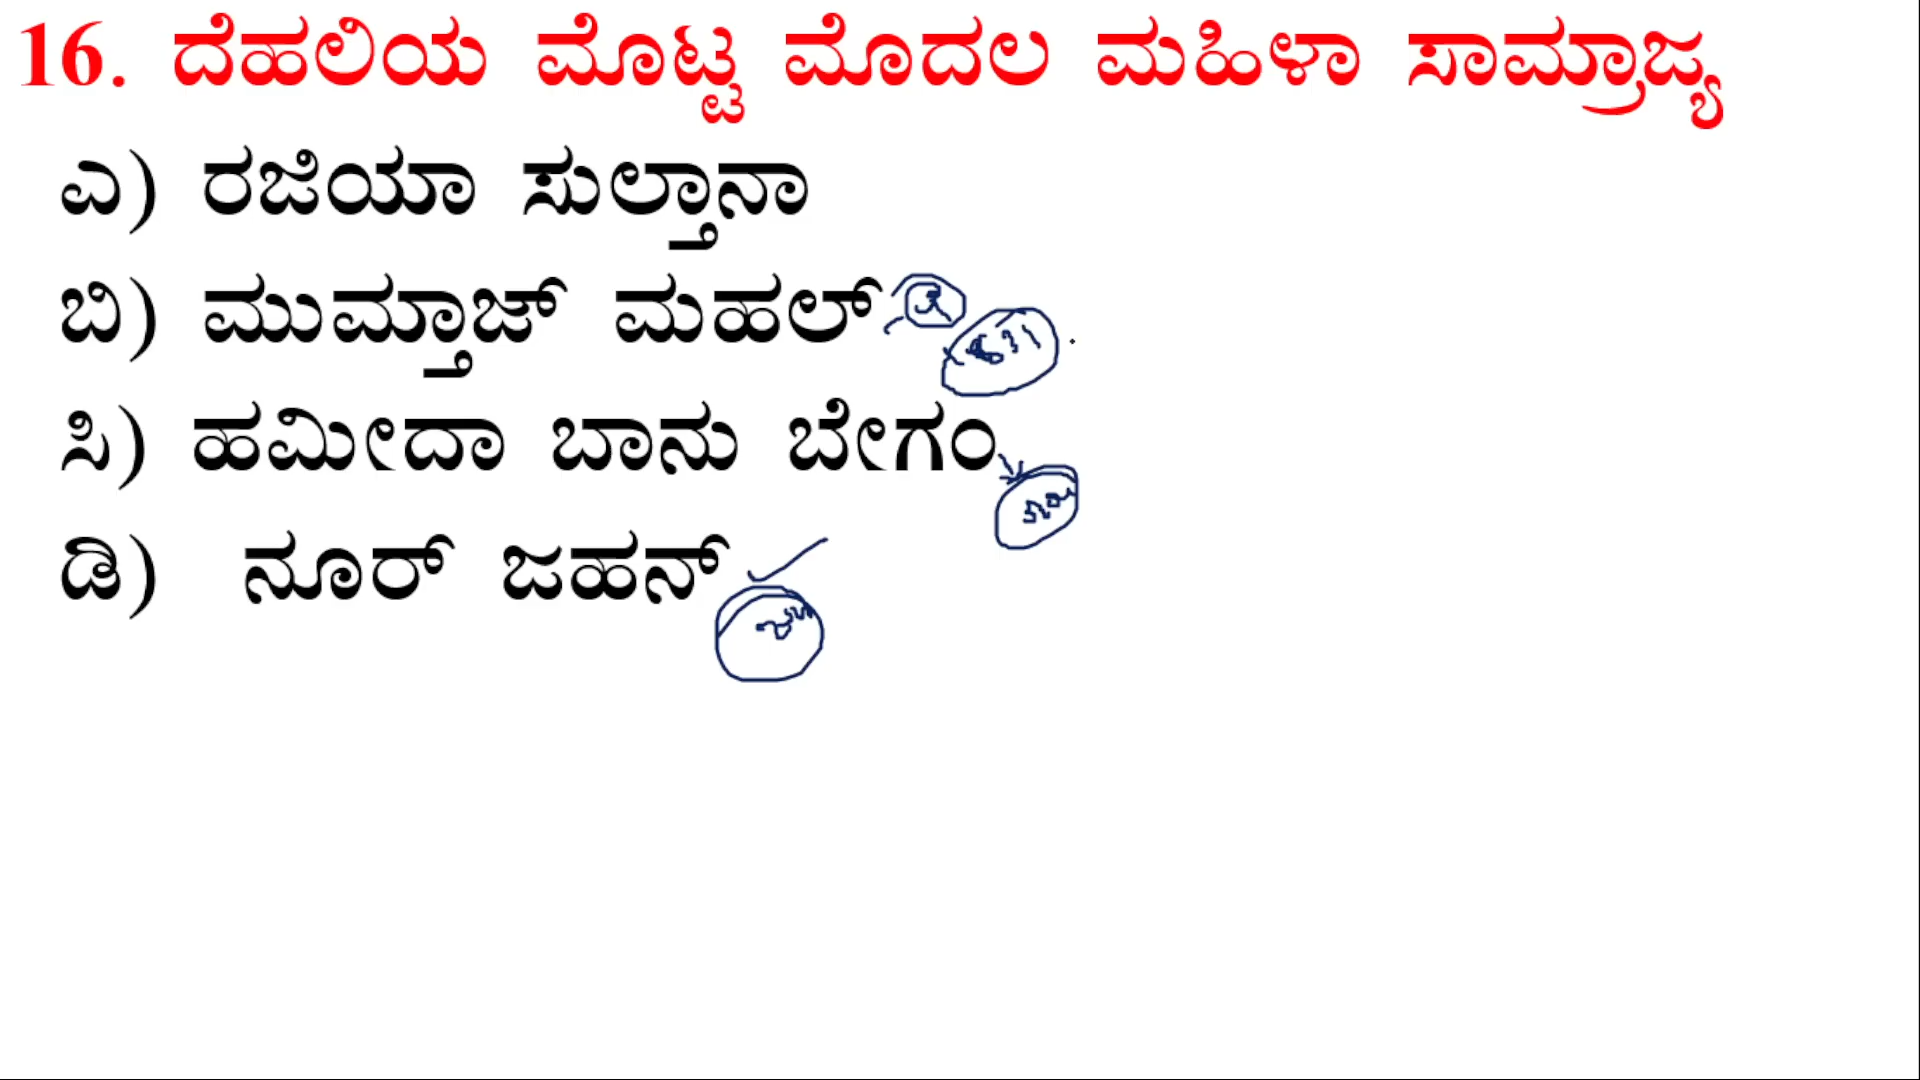 16. ದೆಹಲಿಯ ಮೊಟ್ಟ ಮೊದಲ ಮಹಿಳಾ ಸಾಮ್ರಾಜ್ಯ
ಎ) ರಜಿಯಾ ಸುಲ್ತಾನಾ
ಬಿ) ಮುಮ್ತಾಜ್ ಮಹಲ್
ಸಿ) ಹಮೀದಾ ಬಾನು ಬೇಗಂ
ಡಿ) ನೂರ್ ಜಹನ್